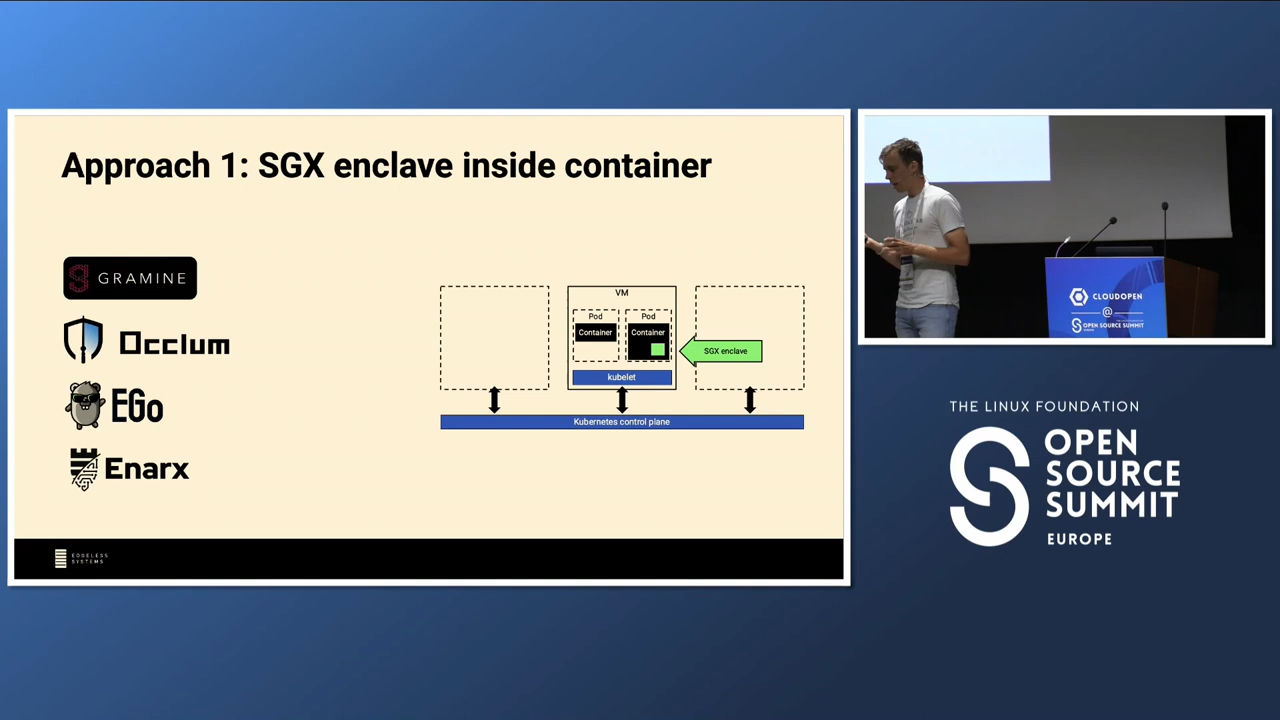 Approach 1: SGX enclave inside container
GRAMINE
Occlum
EGo
Enarx
VM
Pod
Pod
Container
Container
SGX enclave
kubelet
Kubernetes control plane
EDGELESS
SYSTEMS
CLOUDOPEN
@
OPEN SOURCE SUMMIT
THE LINUX FOUNDATION
OPEN
SOURCE
SUMMIT
EUROPE